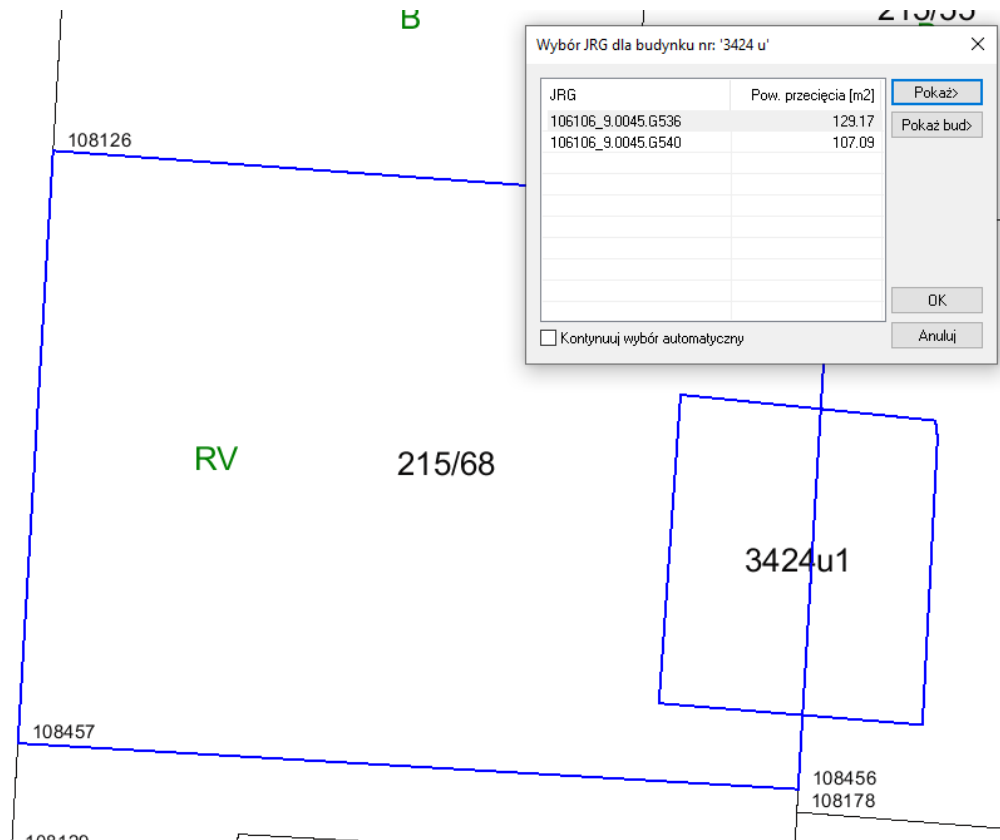 B
Wybór JRG dla budynku nr: '3424 u'
JRG
Pow. przecięcia [m2]
Pokaż>
106106_9.0045.G536
129.17
Pokaż bud>
106106_9.0045.G540
107.09
108126
OK
Kontynuuj wybór automatyczny
Anuluj
RV
215/68
3424u1
108457
108456
108178